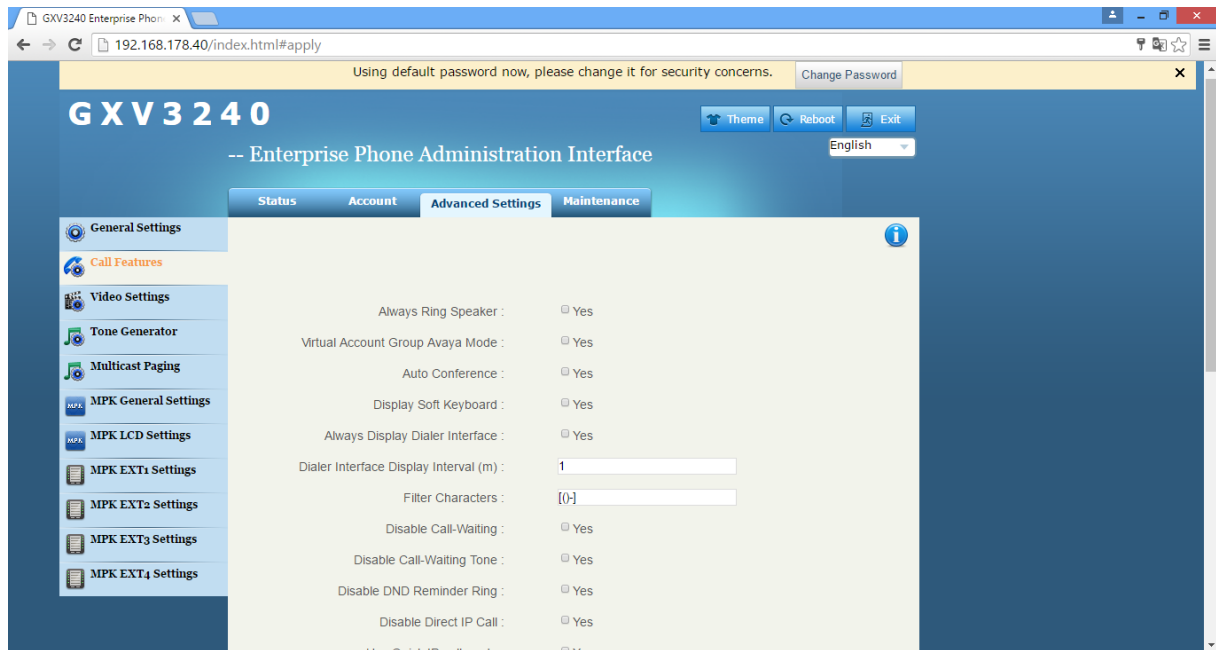 GXV3240 Enterprise Phon
192.168.178.40/index.html#apply
Using default password now, please change it for security concerns. Change Password
GXV3240
Theme Reboot Exit
-- Enterprise Phone Administration Interface
English
Status Account Advanced Settings Maintenance
General Settings
Call Features
Video Settings
Tone Generator
Multicast Paging
MPK General Settings
MPK LCD Settings
MPK EXT1 Settings
MPK EXT2 Settings
MPK EXT3 Settings
MPK EXT4 Settings
Always Ring Speaker : Yes
Virtual Account Group Avaya Mode : Yes
Auto Conference : Yes
Display Soft Keyboard : Yes
Always Display Dialer Interface : Yes
Dialer Interface Display Interval (m) : 1
Filter Characters : [()-]
Disable Call-Waiting : Yes
Disable Call-Waiting Tone : Yes
Disable DND Reminder Ring : Yes
Disable Direct IP Call : Yes